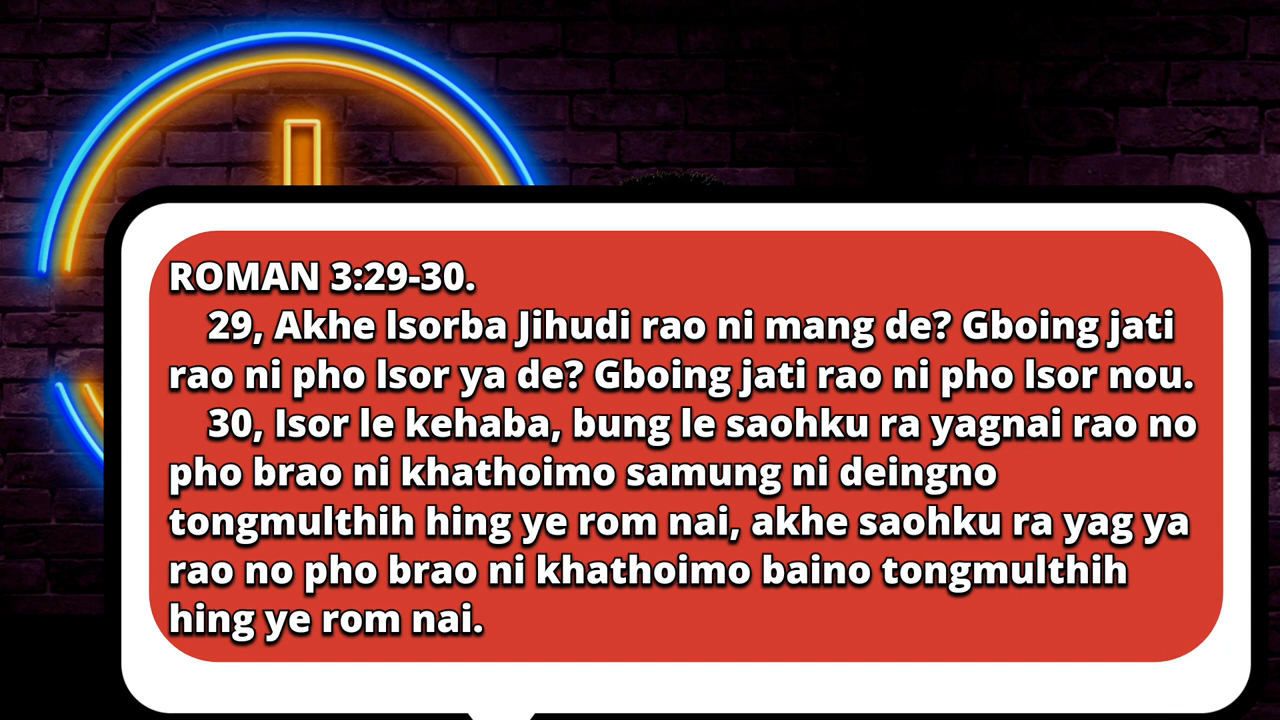 ROMAN 3:29-30.
29, Akhe lsorba Jihudi rao ni mang de? Gboing jati
rao ni pho lsor ya de? Gboing jati rao ni pho lsor nou.
30, Isor le kehaba, bung le saohku ra yagnai rao no
pho brao ni khathoimo samung ni deingno
tongmulthih hing ye rom nai, akhe saohku ra yag ya
rao no pho brao ni khathoimo baino tongmulthih
hing ye rom nai.